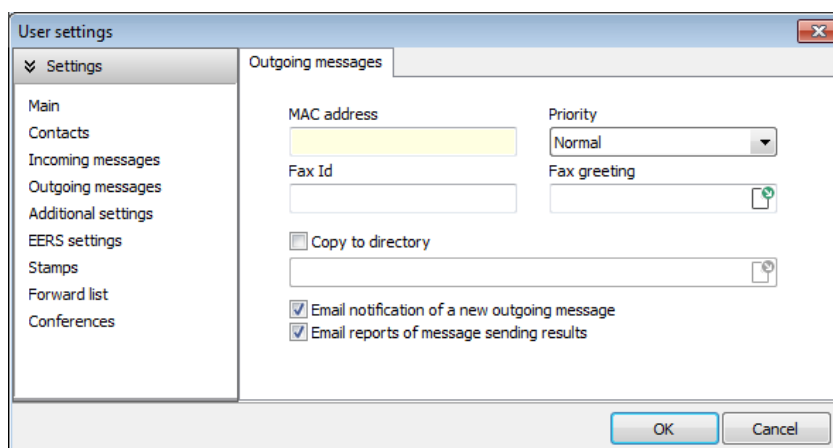 User settings
Settings
Main
Contacts
Incoming messages
Outgoing messages
Additional settings
EERS settings
Stamps
Forward list
Conferences
Outgoing messages
MAC address
Priority
Normal
Fax Id
Fax greeting
Copy to directory
Email notification of a new outgoing message
Email reports of message sending results
OK
Cancel